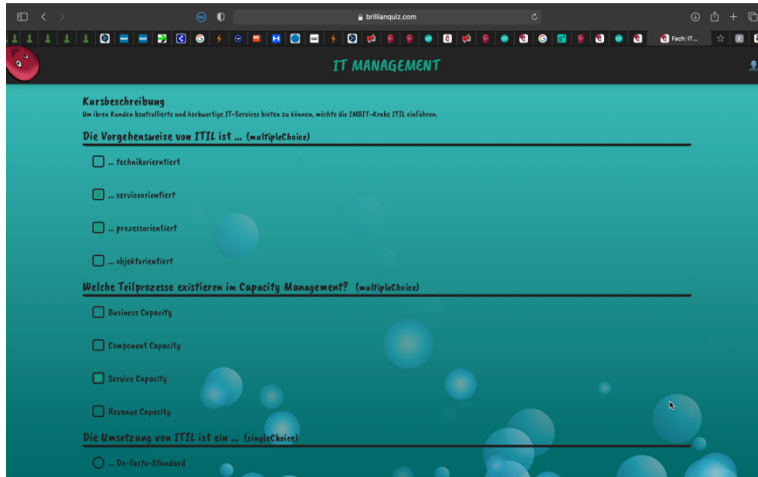 brillianquiz.com
Fach: IT...
IT MANAGEMENT
Kursbeschreibung
Um ihren Kunden kontrollierte und hochwertige IT-Services bieten zu können, möchte die IMBIT-Krake ITIL einführen.
Die Vorgehensweise von ITIL ist ... (multipleChoice)
... technikorientiert
... serviceorientiert
... prozessorientiert
... objektorientiert
Welche Teilprozesse existieren im Capacity Management? (multipleChoice)
Business Capacity
Component Capacity
Service Capacity
Revenue Capacity
Die Umsetzung von ITIL ist ein ... (singleChoice)
... De-facto-Standard